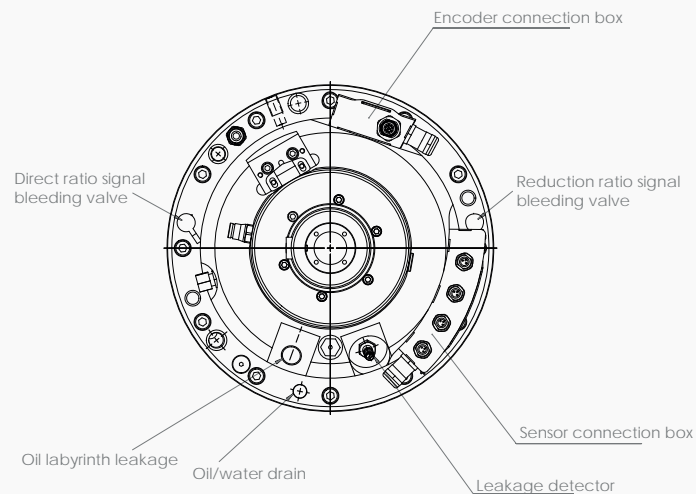 Encoder connection box
Direct ratio signal
bleeding valve
Reduction ratio signal
bleeding valve
Sensor connection box
Oil labyrinth leakage
Oil/water drain
Leakage detector